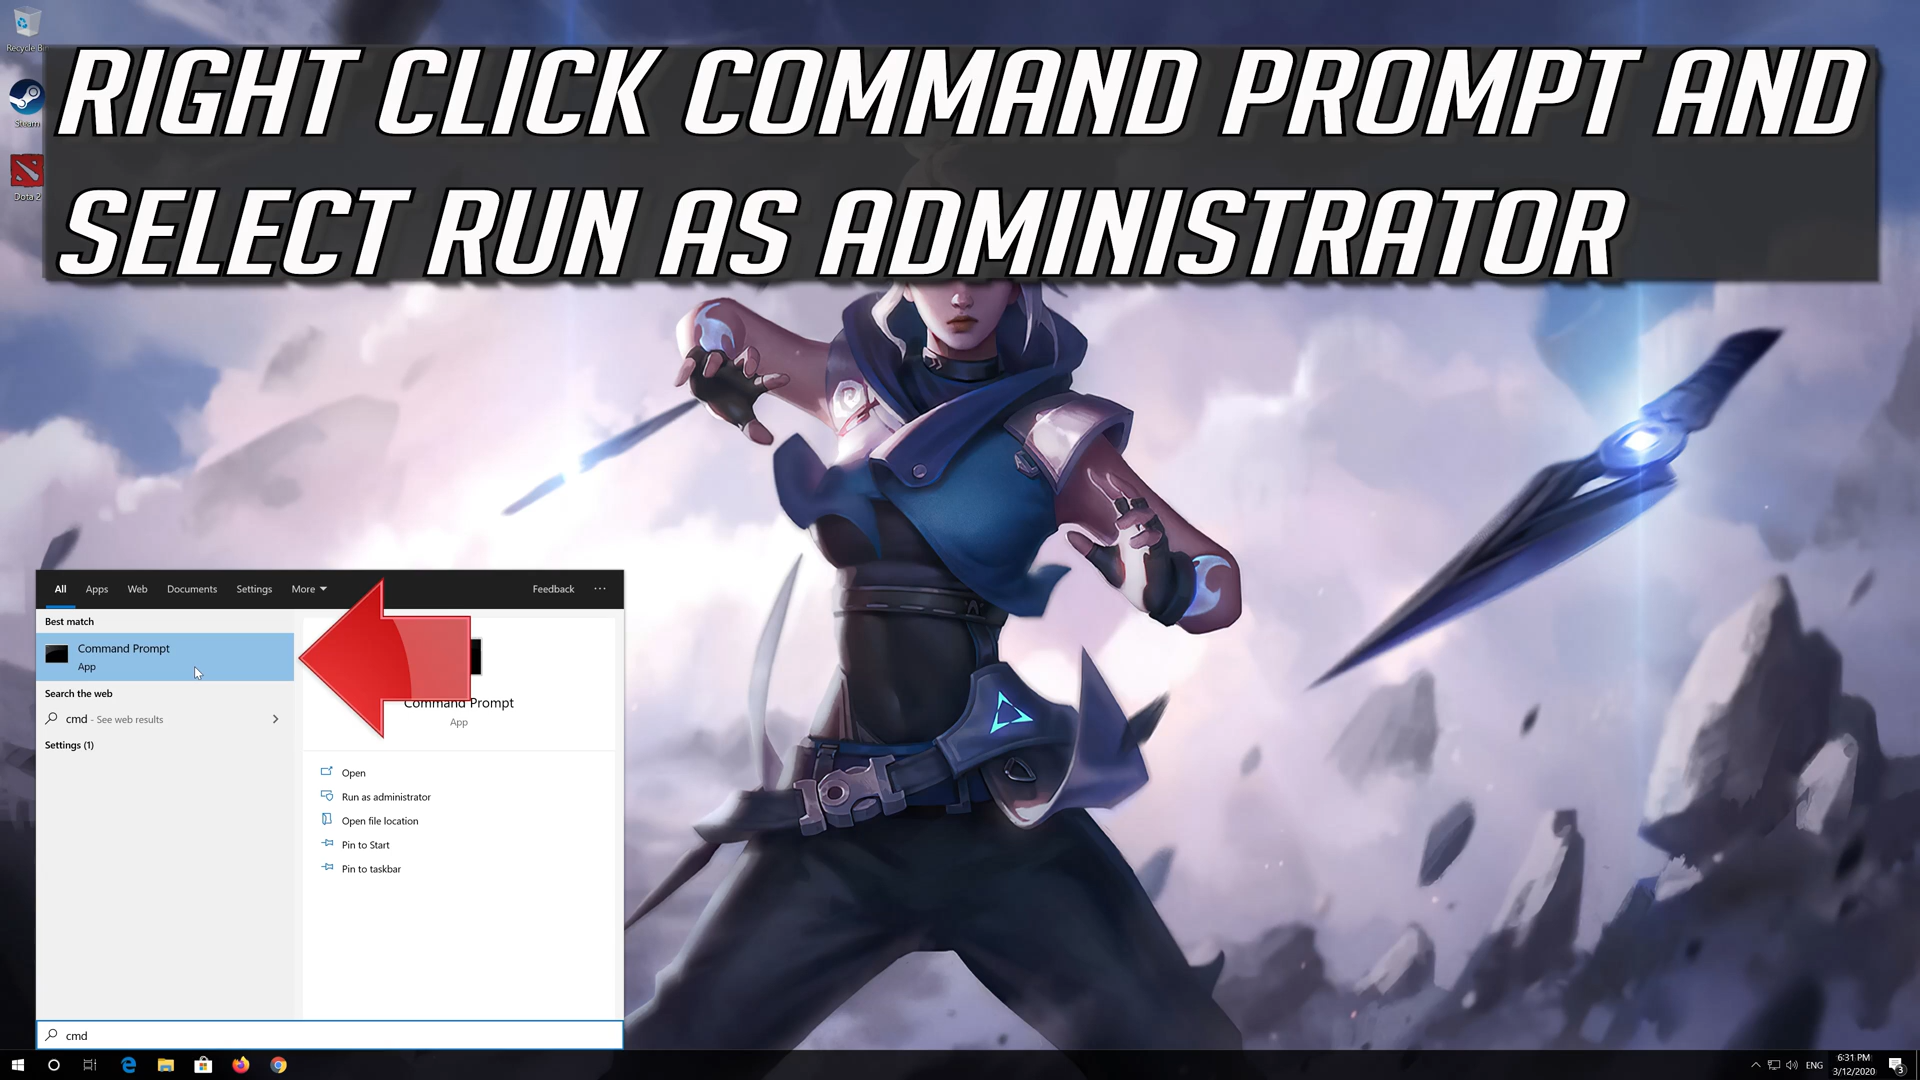 Recycle Bin
RIGHT CLICK COMMAND PROMPT AND
SELECT RUN AS ADMINISTRATOR
Steam
Dota 2
All Apps Web Documents Settings More Feedback ...
Best match
Command Prompt
App
Search the web
cmd - See web results
Settings (1)
Command Prompt
App
Open
Run as administrator
Open file location
Pin to Start
Pin to taskbar
cmd
ENG
6:31 PM
3/12/2020
3